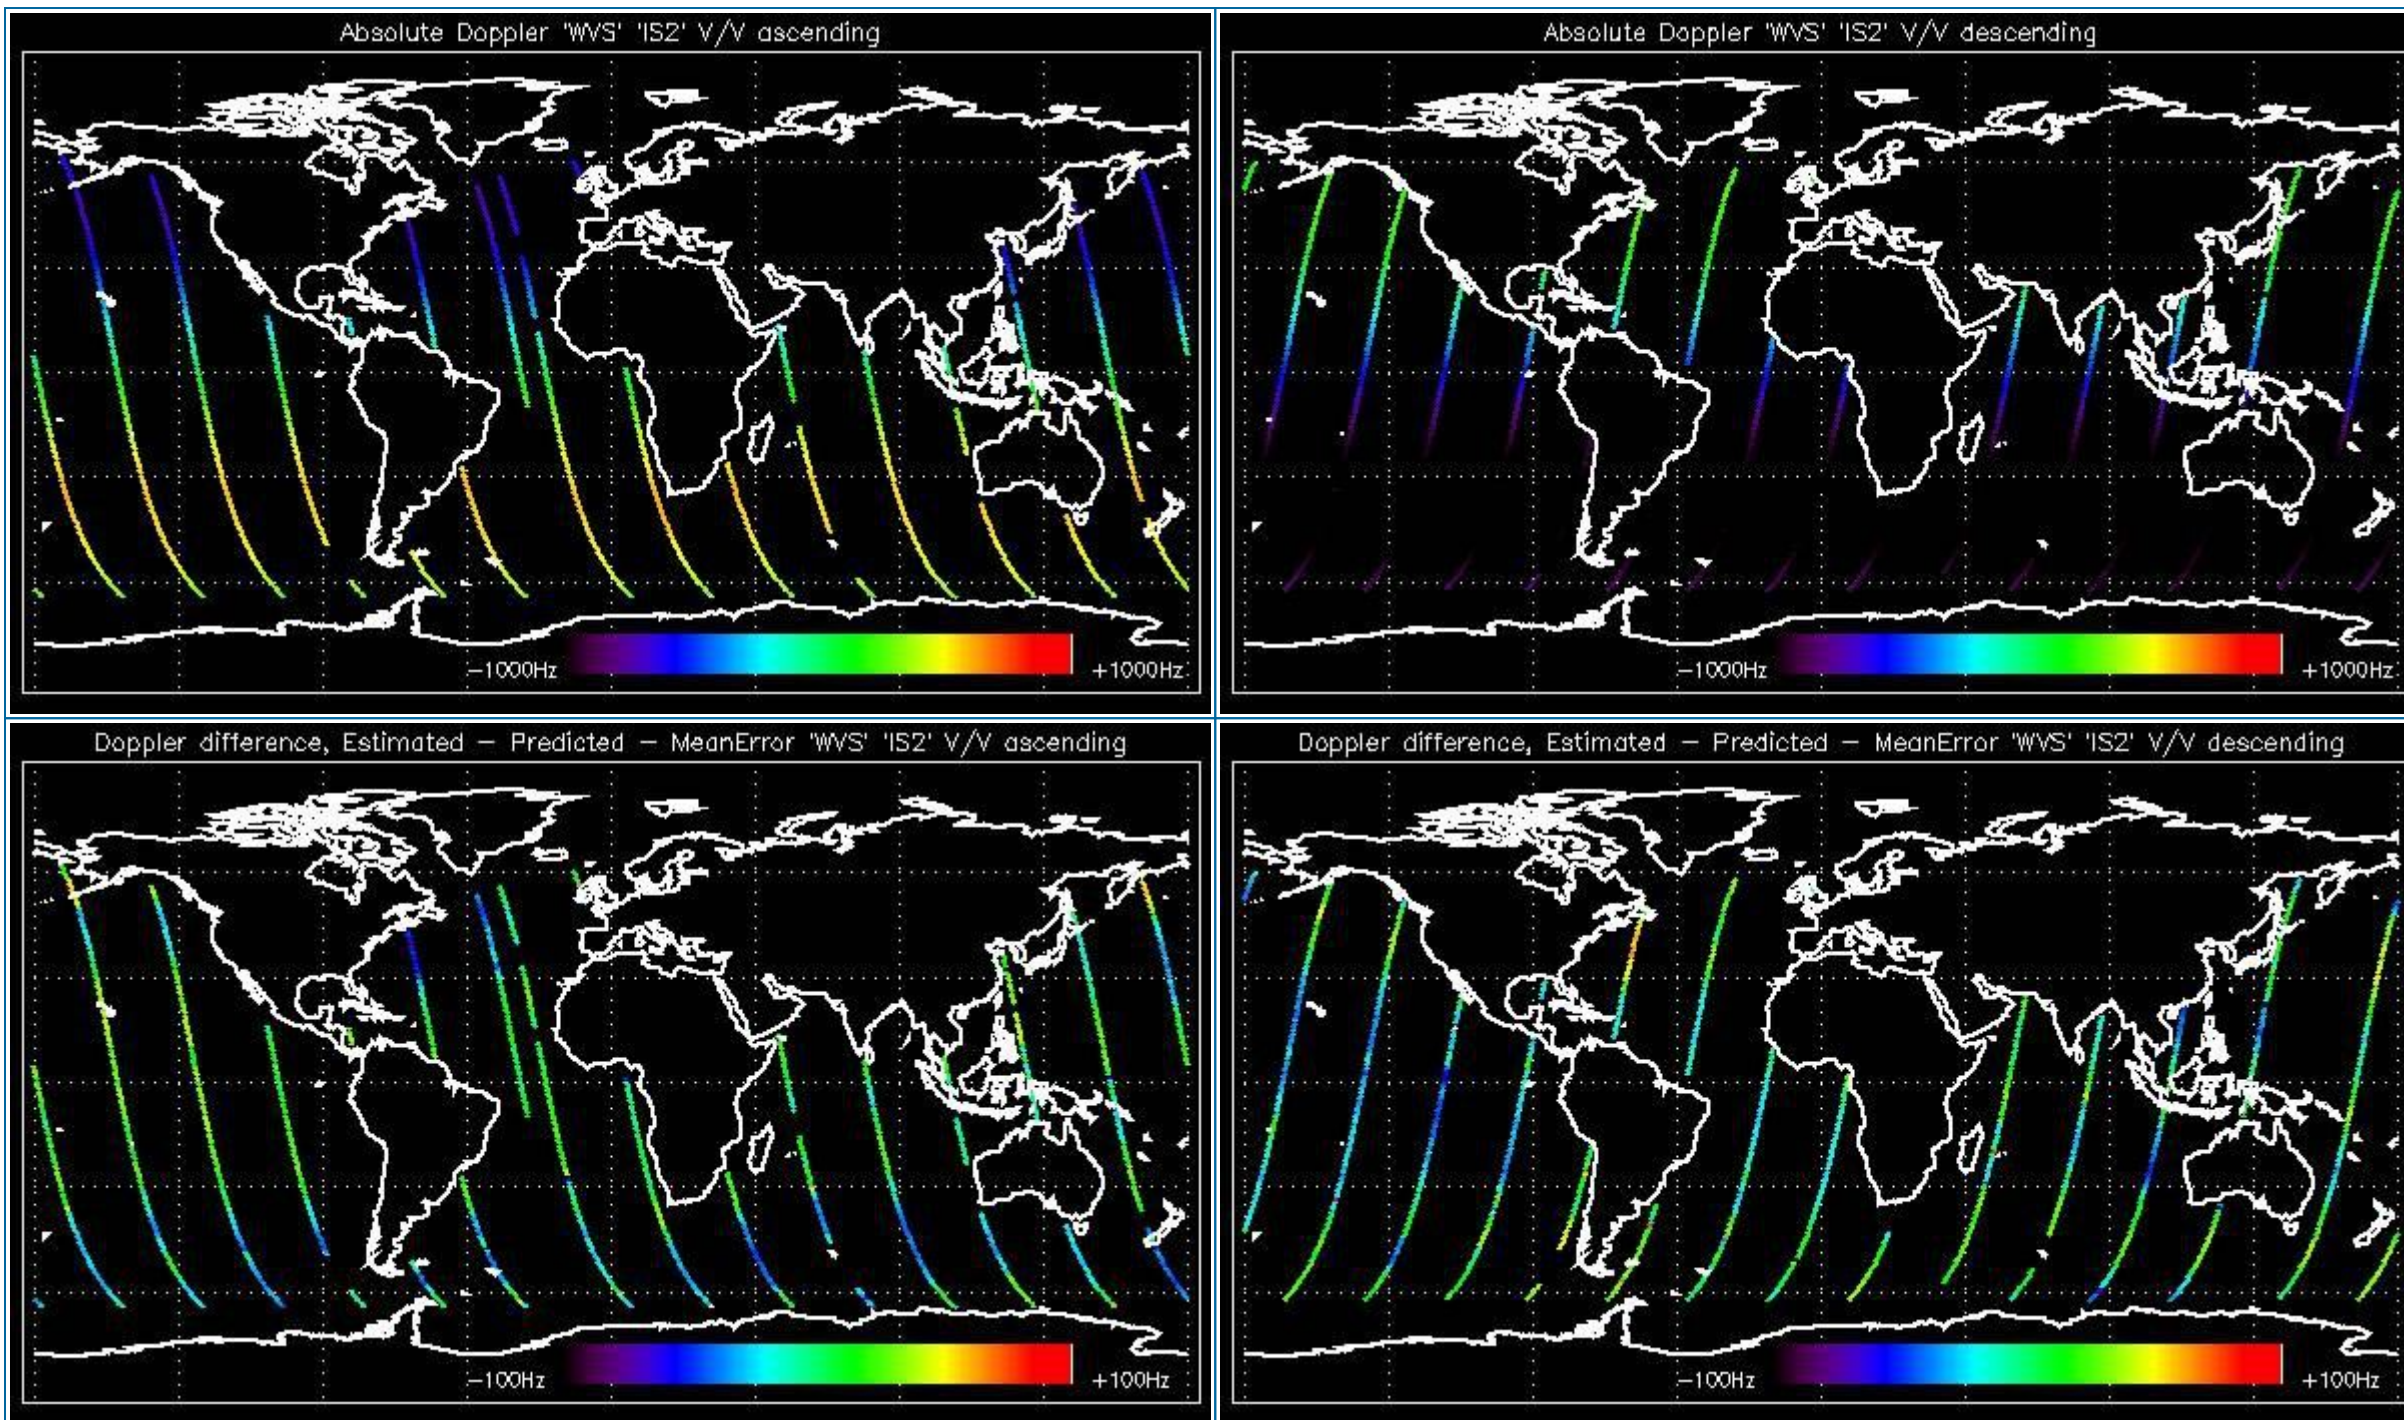 Absolute Doppler 'WVS' 'IS2' V/V ascending
-1000Hz
+1000Hz
Absolute Doppler 'WVS' 'IS2' V/V descending
-1000Hz
+1000Hz
Doppler difference, Estimated - Predicted - MeanError 'WVS' 'IS2' V/V ascending
-100Hz
+100Hz
Doppler difference, Estimated - Predicted - MeanError 'WVS' 'IS2' V/V descending
-100Hz
+100Hz